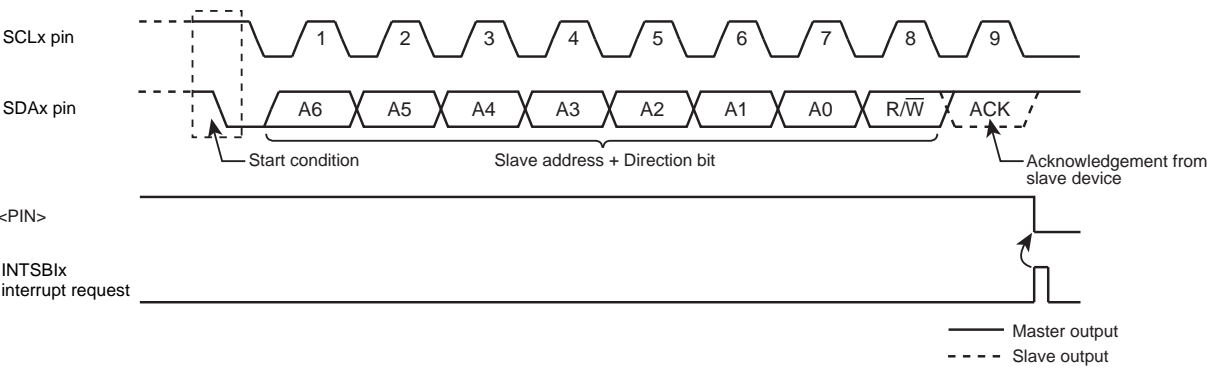 SCLx pin
1 2 3 4 5 6 7 8 9
SDAx pin
A6 A5 A4 A3 A2 A1 A0 R/W̅ ACK
Start condition
Slave address + Direction bit
Acknowledgement from
slave device
<PIN>
INTSBIx
interrupt request
Master output
Slave output